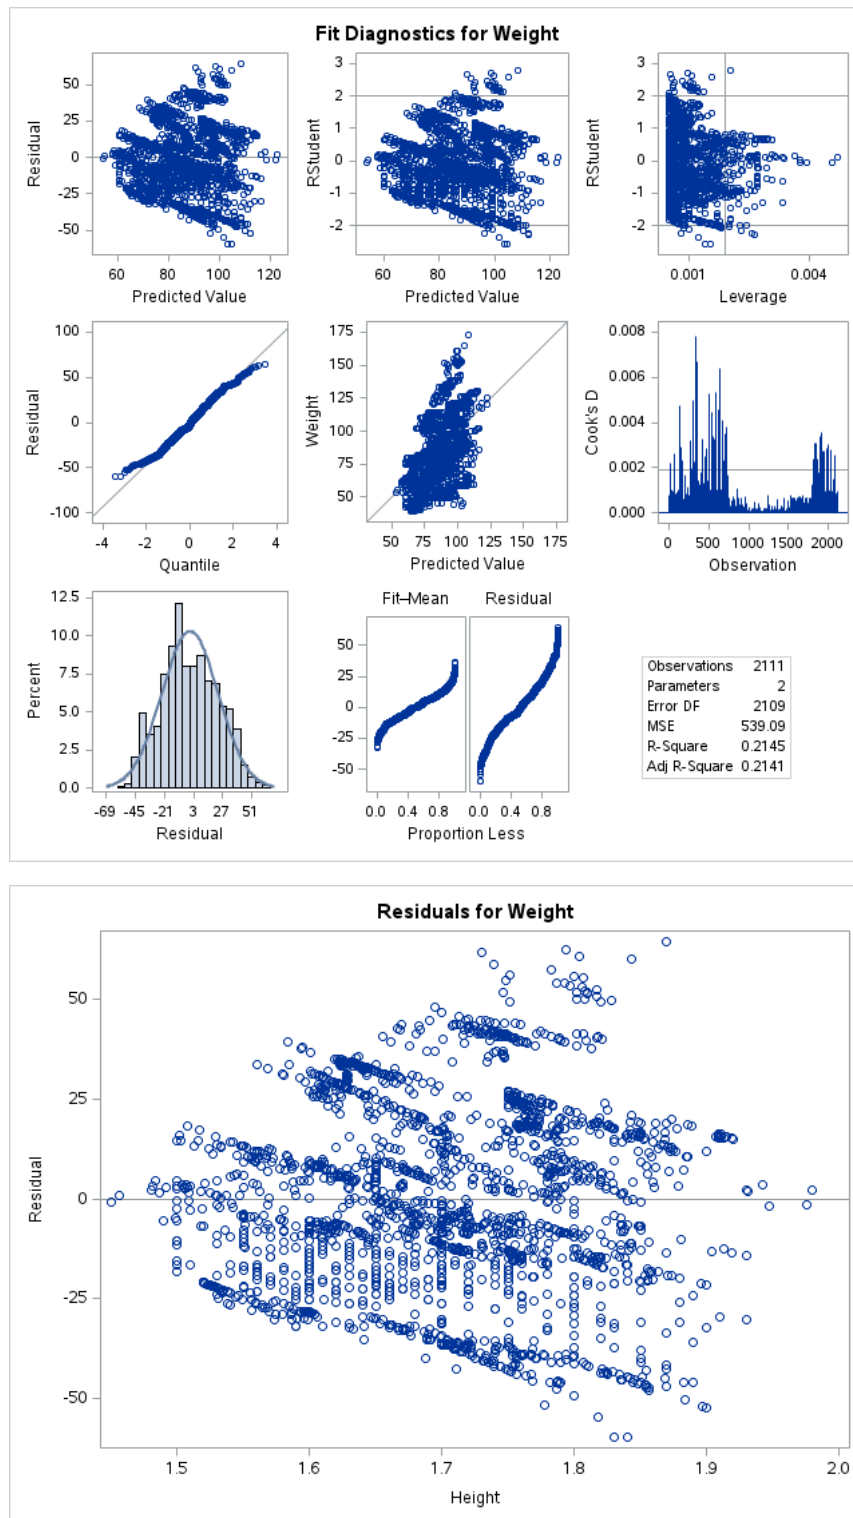 Fit Diagnostics for Weight
50
25
0
-25
-50
Residual
60 80 100 120
Predicted Value
3
2
1
0
-1
-2
RStudent
60 80 100 120
Predicted Value
3
2
1
0
-1
-2
RStudent
0.001 0.004
Leverage
100
50
0
-50
-100
Residual
-4 -2 0 2 4
Quantile
175
150
125
100
75
50
Weight
50 75 100 125 150 175
Predicted Value
0.008
0.006
0.004
0.002
0.000
Cook's D
0 500 1000 1500 2000
Observation
12.5
10.0
7.5
5.0
2.5
0.0
Percent
-69 -45 -21 3 27 51
Residual
Fit–Mean Residual
50
25
0
-25
-50
0.0 0.4 0.8 0.0 0.4 0.8
Proportion Less
Observations 2111
Parameters 2
Error DF 2109
MSE 539.09
R-Square 0.2145
Adj R-Square 0.2141
Residuals for Weight
50
25
0
-25
-50
Residual
1.5 1.6 1.7 1.8 1.9 2.0
Height